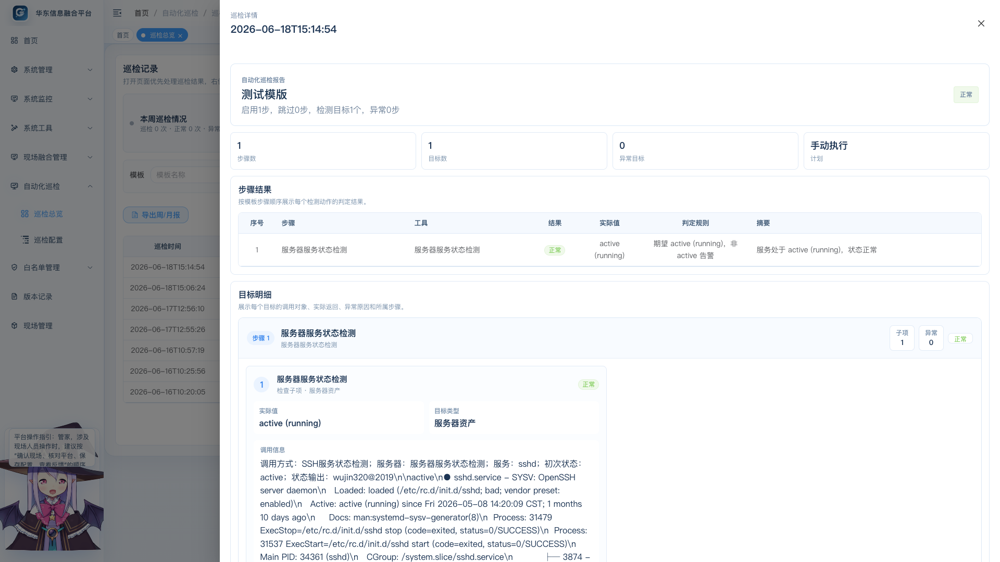 华东信息融合平台
首页
系统管理
系统监控
系统工具
现场融合管理
自动化巡检
巡检总览
巡检配置
白名单管理
版本记录
现场管理
平台操作指引：管家，涉及
现场人员操作时，建议按
“确认现场、核对平台、保
存配置、查看反馈”的顺序
首页 / 自动化巡检 / 巡
首页
巡检总览 ×
巡检记录
打开页面优先处理巡检结果，右
本周巡检情况
巡检 0 次 · 正常 0 次 · 异常
模板 模板名称
导出周/月报
巡检时间
2026-06-18T15:14:54
2026-06-18T15:06:24
2026-06-17T12:56:10
2026-06-17T12:55:26
2026-06-16T10:57:19
2026-06-16T10:25:56
2026-06-16T10:20:05
巡检详情
2026-06-18T15:14:54
自动化巡检报告
测试模版
启用1步，跳过0步，检测目标1个，异常0步
正常
1
步骤数
1
目标数
0
异常目标
手动执行
计划
步骤结果
按模板步骤顺序展示每个检测动作的判定结果。
序号 步骤 工具 结果 实际值 判定规则 摘要
1 服务器服务状态检测 服务器服务状态检测 正常 active (running) 期望 active (running)，非 active 告警 服务处于 active (running)，状态正常
目标明细
展示每个目标的调用对象、实际返回、异常原因和所属步骤。
步骤 1
服务器服务状态检测
服务器服务状态检测
子项
1
异常
0
正常
1
服务器服务状态检测
检查子项 · 服务器资产
正常
实际值
active (running)
目标类型
服务器资产
调用信息
调用方式：SSH服务状态检测；服务器：服务器服务状态检测；服务：sshd；初次状态：
active；状态输出：wujin320@2019\n\nactive\n● sshd.service - SYSV: OpenSSH
server daemon\n   Loaded: loaded (/etc/rc.d/init.d/sshd; bad; vendor preset:
enabled)\n   Active: active (running) since Fri 2026-05-08 14:20:09 CST; 1 months
10 days ago\n     Docs: man:systemd-sysv-generator(8)\n  Process: 31479
ExecStop=/etc/rc.d/init.d/sshd stop (code=exited, status=0/SUCCESS)\n  Process:
31537 ExecStart=/etc/rc.d/init.d/sshd start (code=exited, status=0/SUCCESS)\n
Main PID: 34361 (sshd)\n   CGroup: /system.slice/sshd.service\n           ├── 3874 -